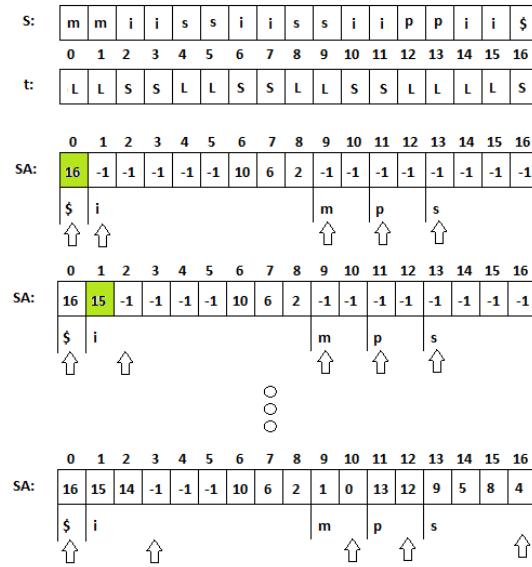 S: m m i i s s i i s s i i p p i i $
0 1 2 3 4 5 6 7 8 9 10 11 12 13 14 15 16
t: L L S S L L S S L L S S L L L L S
0 1 2 3 4 5 6 7 8 9 10 11 12 13 14 15 16
SA: 16 -1 -1 -1 -1 -1 10 6 2 -1 -1 -1 -1 -1 -1 -1 -1
$ i m p s
0 1 2 3 4 5 6 7 8 9 10 11 12 13 14 15 16
SA: 16 15 -1 -1 -1 -1 10 6 2 -1 -1 -1 -1 -1 -1 -1 -1
$ i m p s
0 1 2 3 4 5 6 7 8 9 10 11 12 13 14 15 16
SA: 16 15 14 -1 -1 -1 10 6 2 1 0 13 12 9 5 8 4
$ i m p s